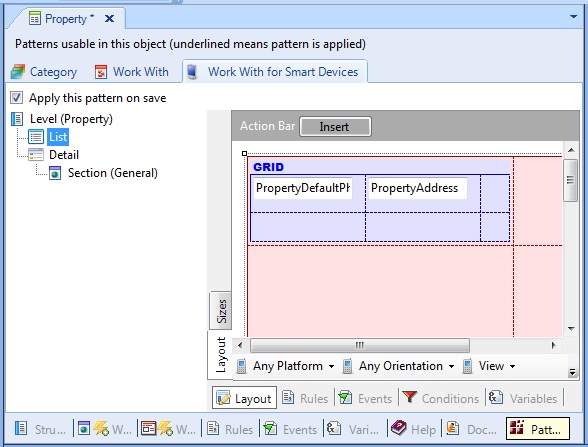 Property *
Patterns usable in this object (underlined means pattern is applied)
Category Work With Work With for Smart Devices
Apply this pattern on save
Level (Property)
List
Detail
Section (General)
Action Bar Insert
GRID
PropertyDefaultPh PropertyAddress
Sizes
Layout
Any Platform Any Orientation View
Layout Rules Events Conditions Variables
Stru... W... W... Rules Events Vari... Help Doc... Patt...